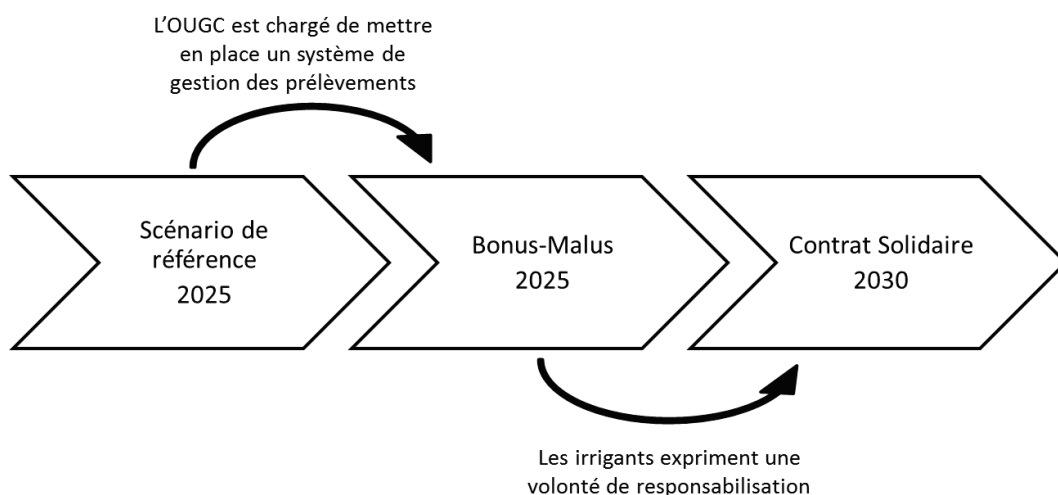 L'OUGC est chargé de mettre
en place un système de
gestion des prélèvements
Scénario de
référence
2025
Bonus-Malus
2025
Contrat Solidaire
2030
Les irrigants expriment une
volonté de responsabilisation